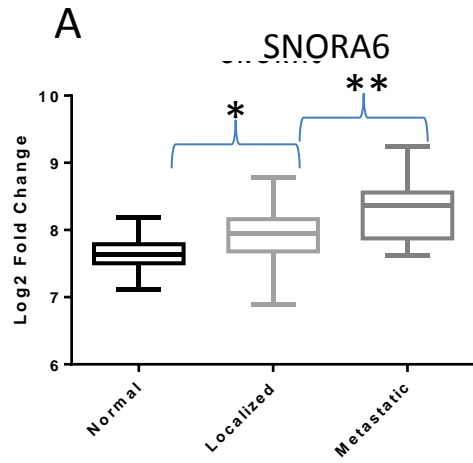 A
SNORA6
*
**
Log2 Fold Change
10
9
8
7
6
Normal
Localized
Metastatic